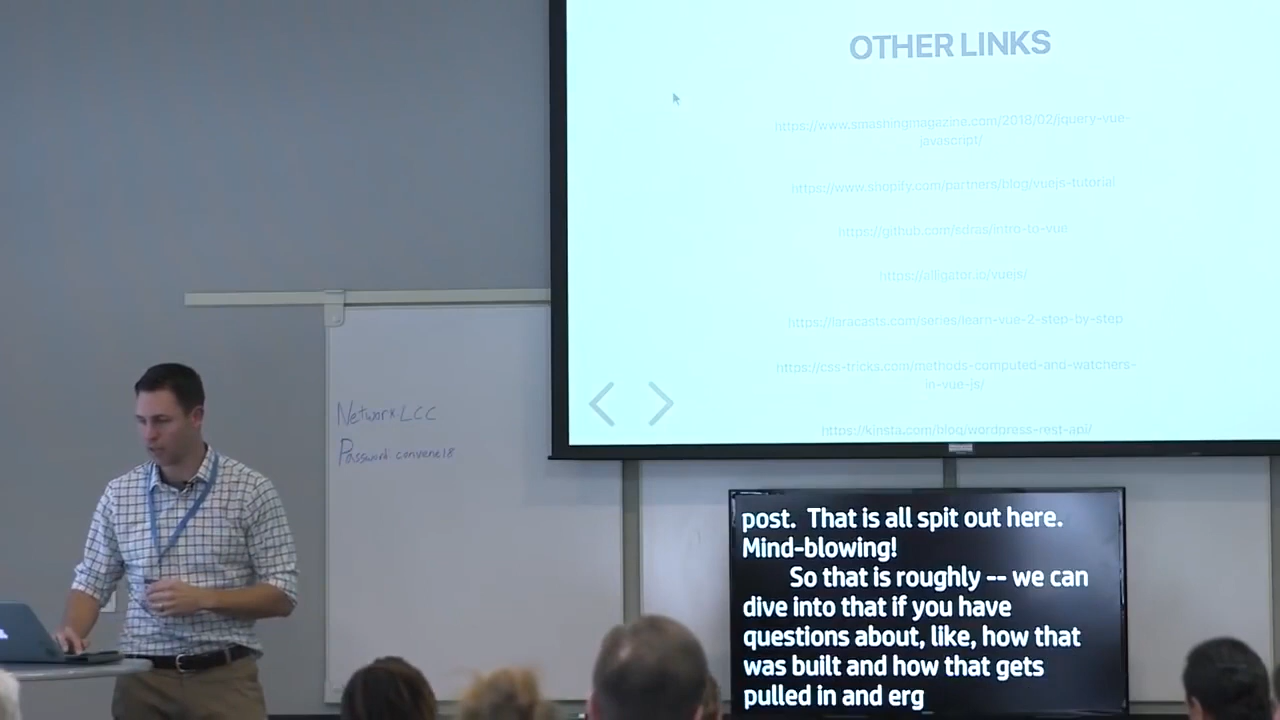 OTHER LINKS
https://www.smashingmagazine.com/2018/02/jquery-vue-
javascript/
https://www.shopify.com/partners/blog/vuejs-tutorial
https://github.com/sdras/intro-to-vue
https://alligator.io/vuejs/
https://laracasts.com/series/learn-vue-2-step-by-step
https://css-tricks.com/methods-computed-and-watchers-
in-vue-js/
https://kinsta.com/blog/wordpress-rest-api/
Network LCC
Password convene18
post. That is all spit out here.
Mind-blowing!
So that is roughly -- we can
dive into that if you have
questions about, like, how that
was built and how that gets
pulled in and erg